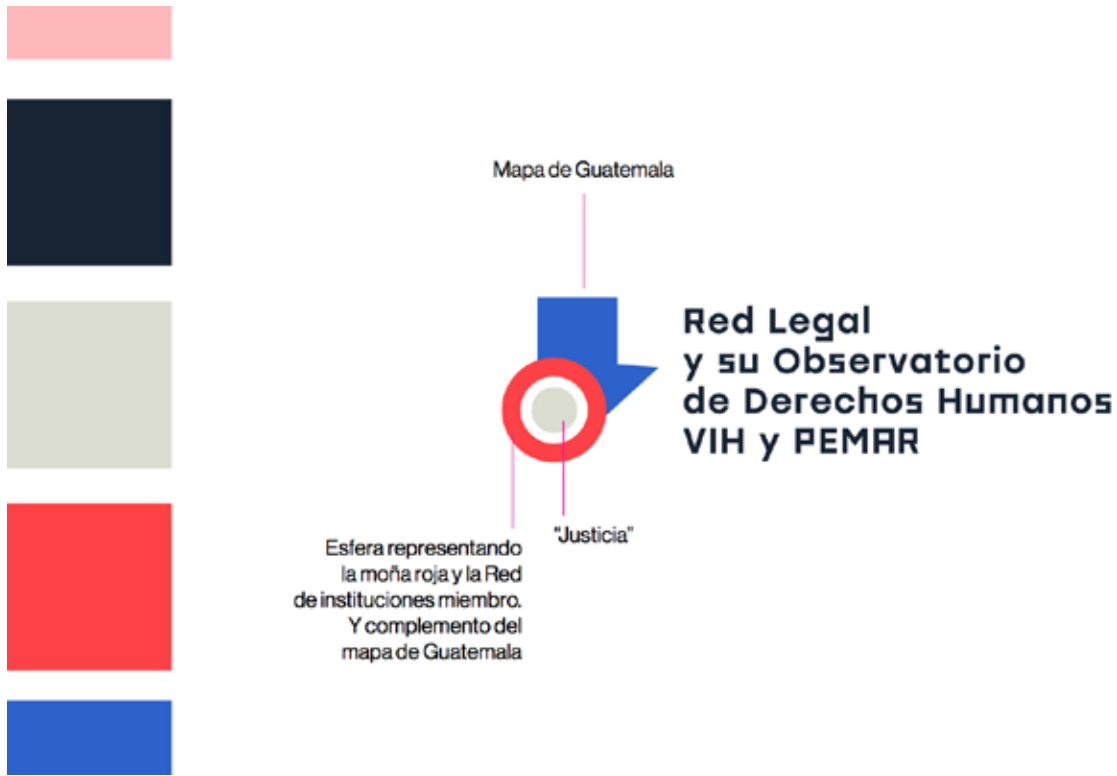 Mapa de Guatemala
Red Legal
y su Observatorio
de Derechos Humanos
VIH y PEMAR
"Justicia"
Esfera representando
la moña roja y la Red
de instituciones miembro.
Y complemento del
mapa de Guatemala